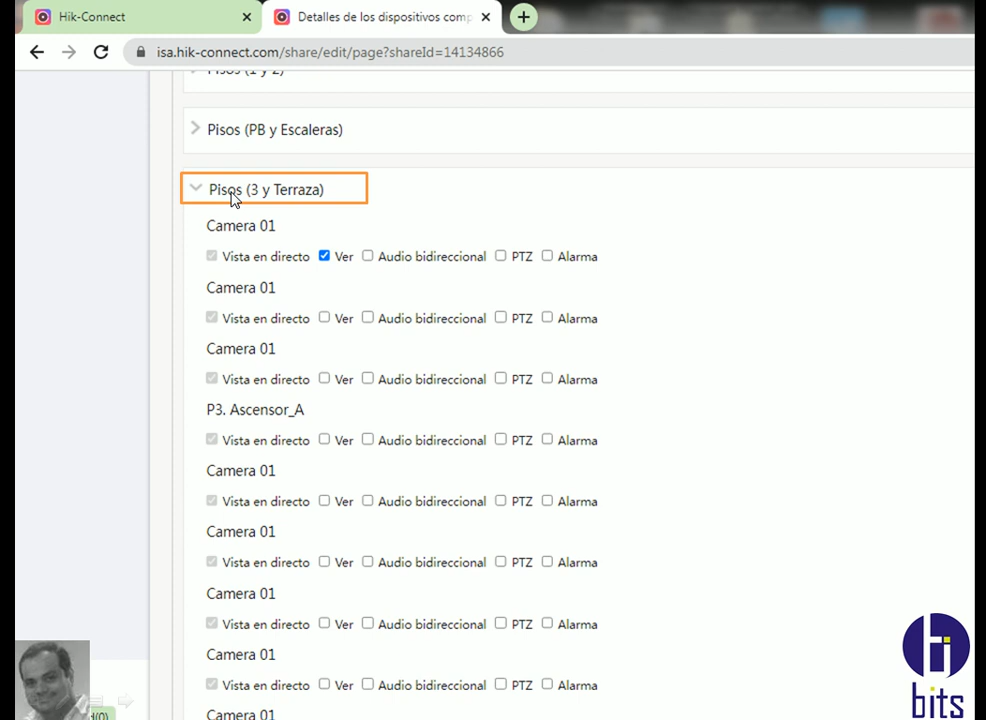 Hik-Connect
Detalles de los dispositivos comp
isa.hik-connect.com/share/edit/page?shareId=14134866
Pisos (1 y 2)
Pisos (PB y Escaleras)
Pisos (3 y Terraza)
Camera 01
Vista en directo Ver Audio bidireccional PTZ Alarma
Camera 01
Vista en directo Ver Audio bidireccional PTZ Alarma
Camera 01
Vista en directo Ver Audio bidireccional PTZ Alarma
P3. Ascensor_A
Vista en directo Ver Audio bidireccional PTZ Alarma
Camera 01
Vista en directo Ver Audio bidireccional PTZ Alarma
Camera 01
Vista en directo Ver Audio bidireccional PTZ Alarma
Camera 01
Vista en directo Ver Audio bidireccional PTZ Alarma
Camera 01
Vista en directo Ver Audio bidireccional PTZ Alarma
Camera 01
bits